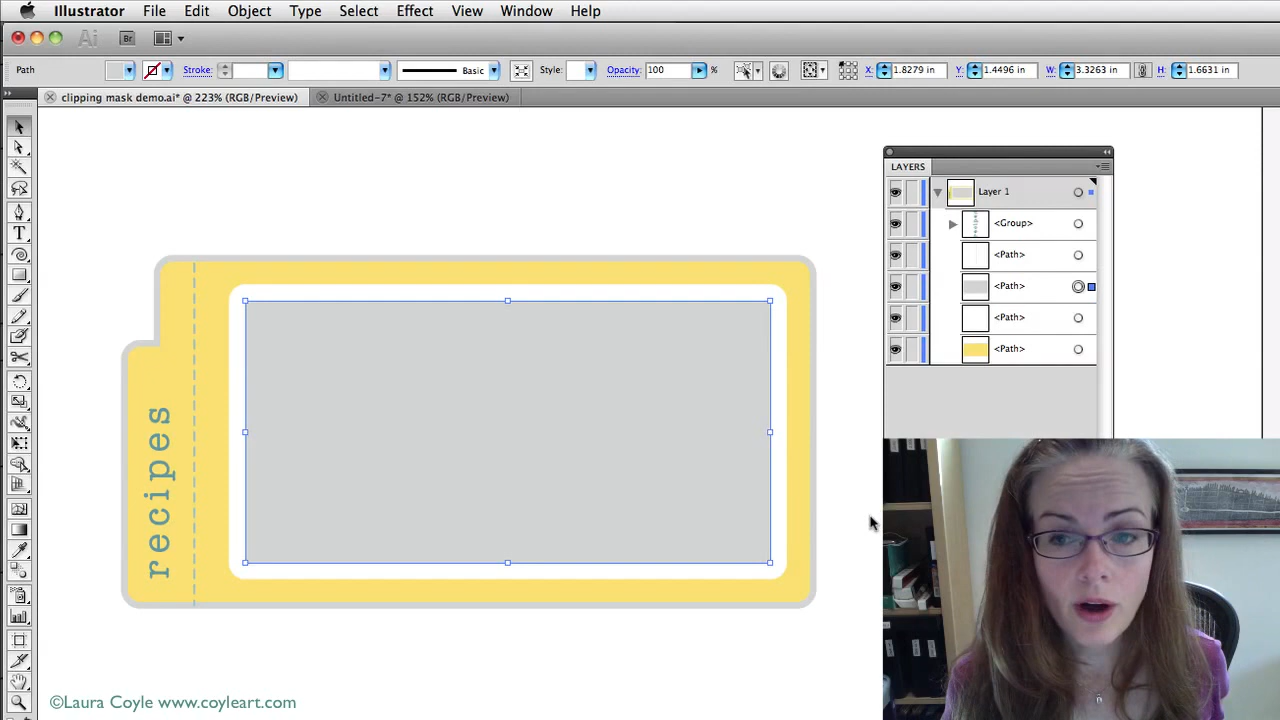 Illustrator File Edit Object Type Select Effect View Window Help
Ai Br
Path Stroke: Basic Style: Opacity: 100 % X: 1.8279 in Y: 1.4496 in W: 3.3263 in H: 1.6631 in
clipping mask demo.ai* @ 223% (RGB/Preview) Untitled-7* @ 152% (RGB/Preview)
LAYERS
Layer 1
<Group>
<Path>
<Path>
<Path>
<Path>
recipes
©Laura Coyle www.coyleart.com